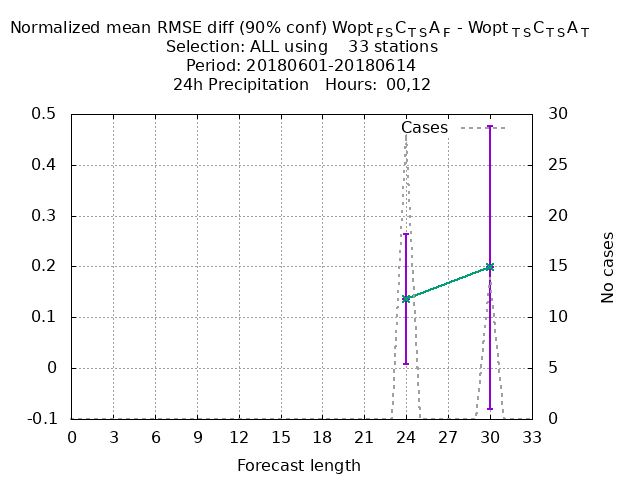 Normalized mean RMSE diff (90% conf) Wopt FS C TS A F - Wopt TS C TS A T
Selection: ALL using 33 stations
Period: 20180601-20180614
24h Precipitation Hours: 00,12
Cases
0.5
0.4
0.3
0.2
0.1
0
-0.1
30
25
20
15
10
5
0
No cases
0 3 6 9 12 15 18 21 24 27 30 33
Forecast length